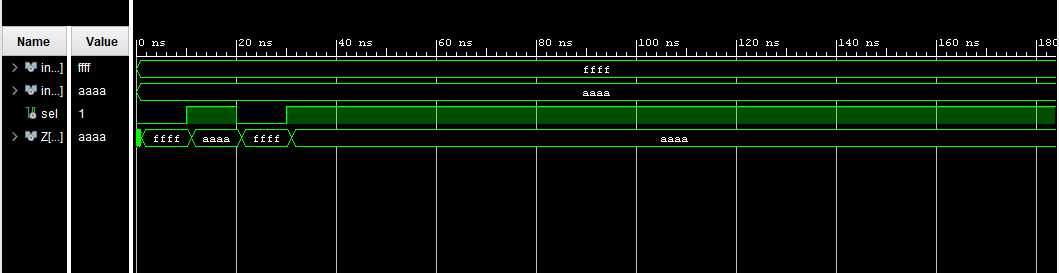 Name Value
0 ns 20 ns 40 ns 60 ns 80 ns 100 ns 120 ns 140 ns 160 ns 180
in...] ffff ffff
in...] aaaa aaaa
sel 1
Z[...] aaaa ffff aaaa ffff aaaa